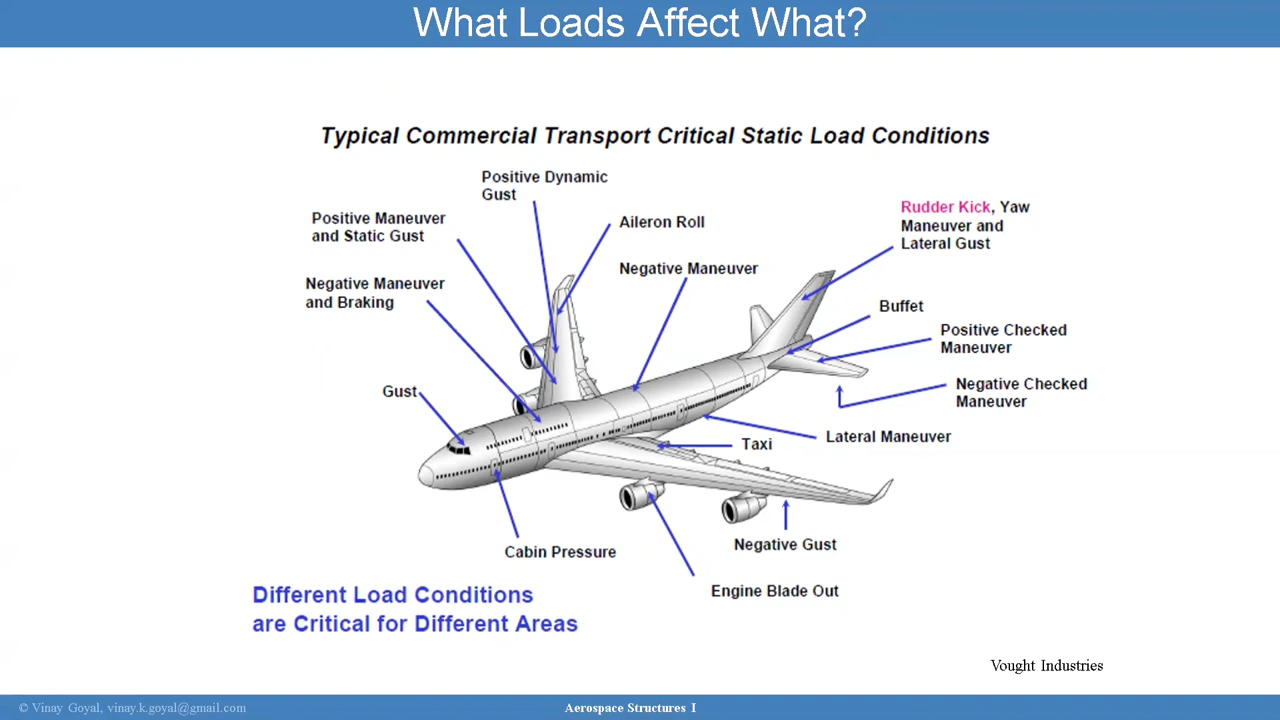 What Loads Affect What?
Typical Commercial Transport Critical Static Load Conditions
Positive Dynamic
Gust
Positive Maneuver
and Static Gust
Aileron Roll
Rudder Kick, Yaw
Maneuver and
Lateral Gust
Negative Maneuver
Negative Maneuver
and Braking
Buffet
Positive Checked
Maneuver
Gust
Negative Checked
Maneuver
Lateral Maneuver
Taxi
Cabin Pressure
Negative Gust
Engine Blade Out
Different Load Conditions
are Critical for Different Areas
Vought Industries
© Vinay Goyal, vinay.k.goyal@gmail.com
Aerospace Structures I